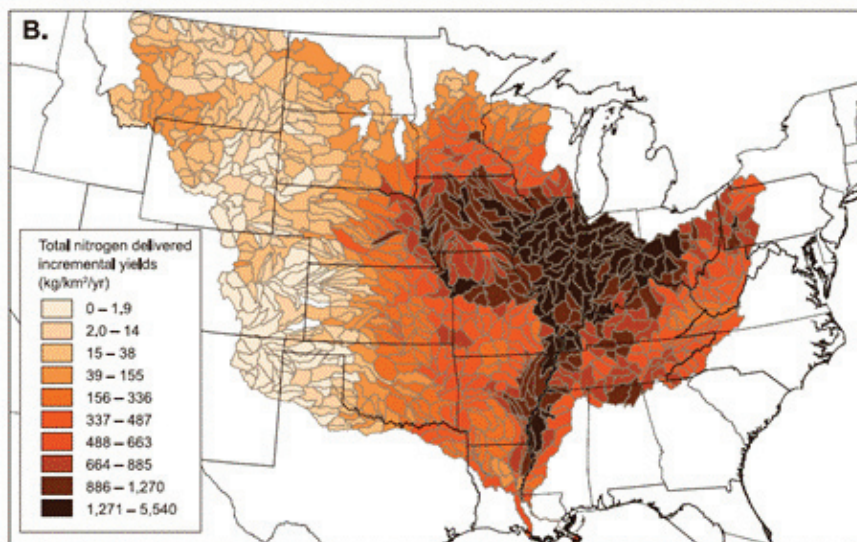 B.
Total nitrogen delivered
incremental yields
(kg/km²/yr)
0 – 1.9
2.0 – 14
15 – 38
39 – 155
156 – 336
337 – 487
488 – 663
664 – 885
886 – 1,270
1,271 – 5,540